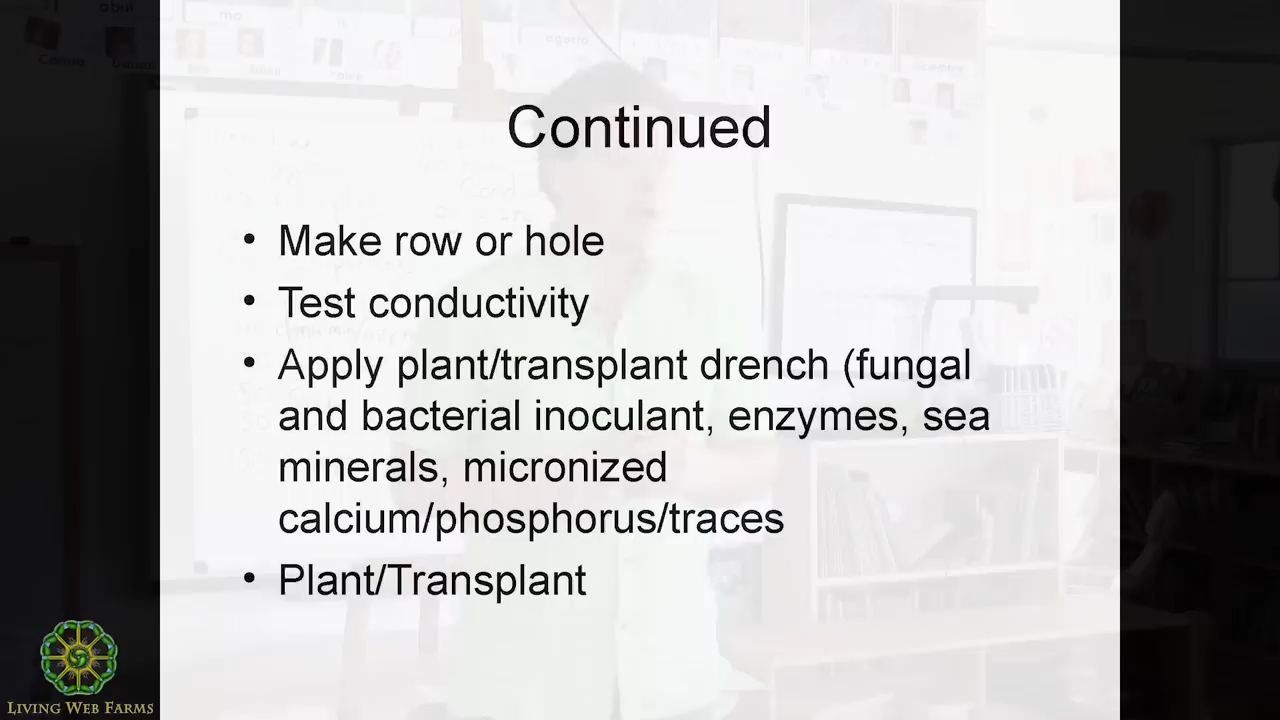 Continued
• Make row or hole
• Test conductivity
• Apply plant/transplant drench (fungal
and bacterial inoculant, enzymes, sea
minerals, micronized
calcium/phosphorus/traces
• Plant/Transplant
LIVING WEB FARMS